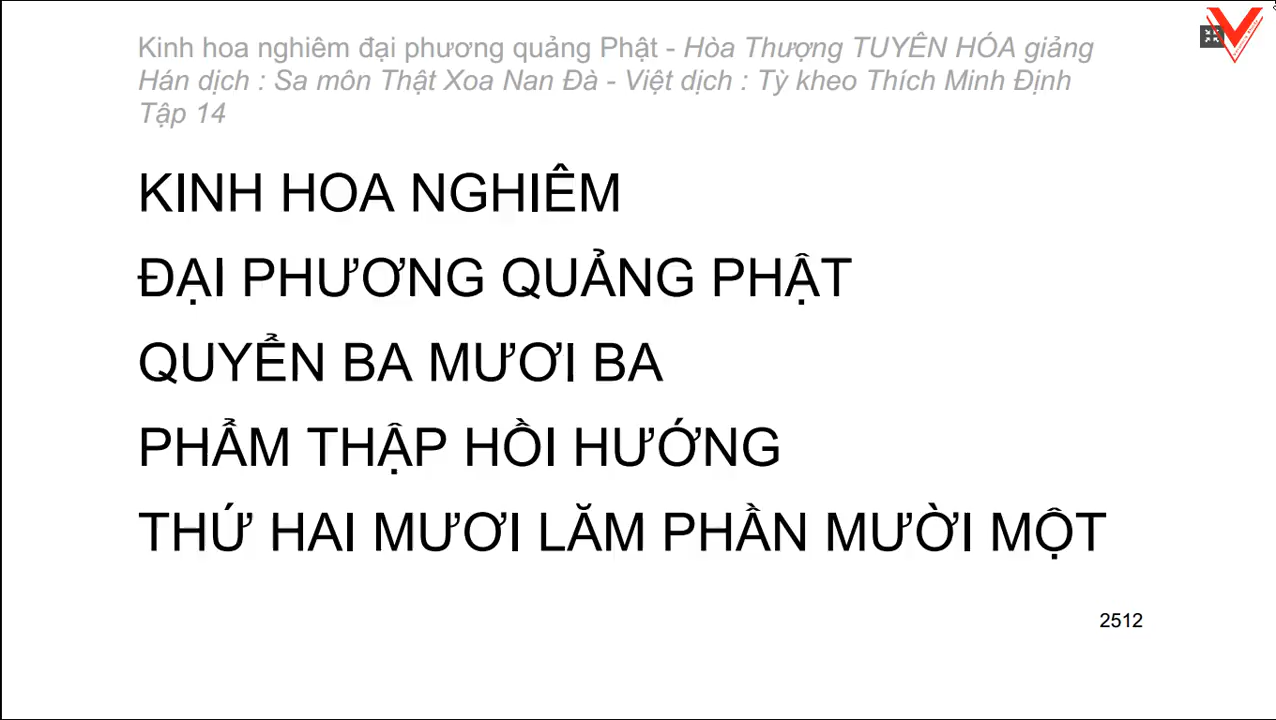 Kinh hoa nghiêm đại phương quảng Phật - Hòa Thượng TUYÊN HÓA giảng
Hán dịch : Sa môn Thật Xoa Nan Đà - Việt dịch : Tỳ kheo Thích Minh Định
Tập 14
KINH HOA NGHIÊM
ĐẠI PHƯƠNG QUẢNG PHẬT
QUYỂN BA MƯƠI BA
PHẨM THẬP HỒI HƯỚNG
THỨ HAI MƯƠI LĂM PHẦN MƯỜI MỘT
2512